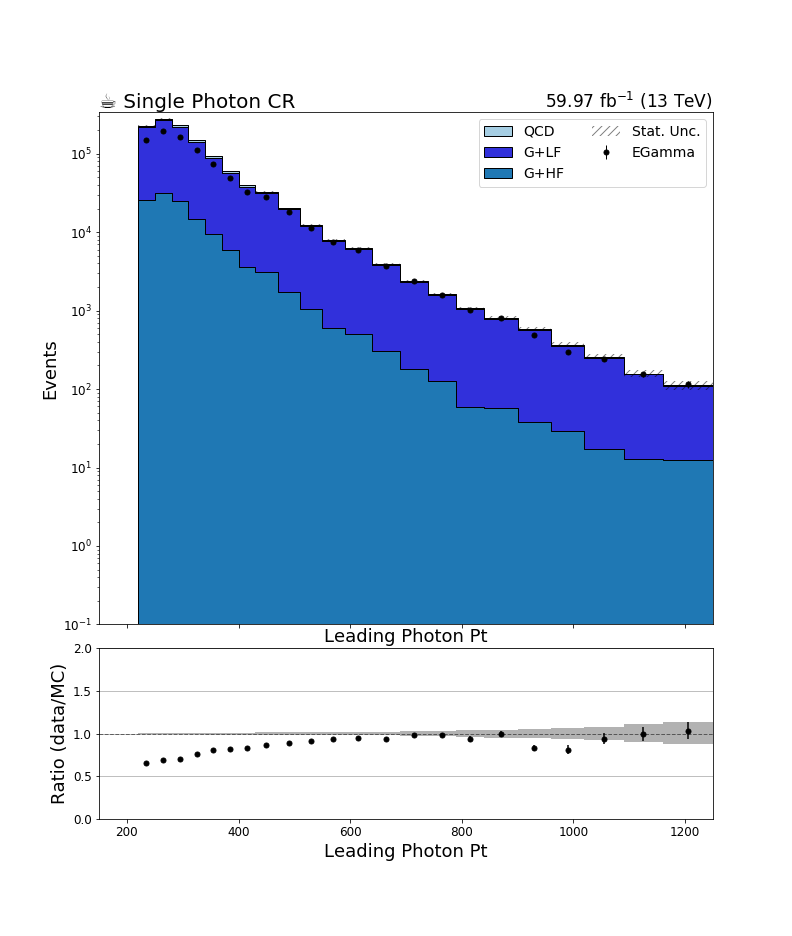 ☕ Single Photon CR
59.97 fb⁻¹ (13 TeV)
QCD
G+LF
G+HF
Stat. Unc.
EGamma
Events
10⁵
10⁴
10³
10²
10¹
10⁰
10⁻¹
Leading Photon Pt
Ratio (data/MC)
2.0
1.5
1.0
0.5
0.0
200 400 600 800 1000 1200
Leading Photon Pt